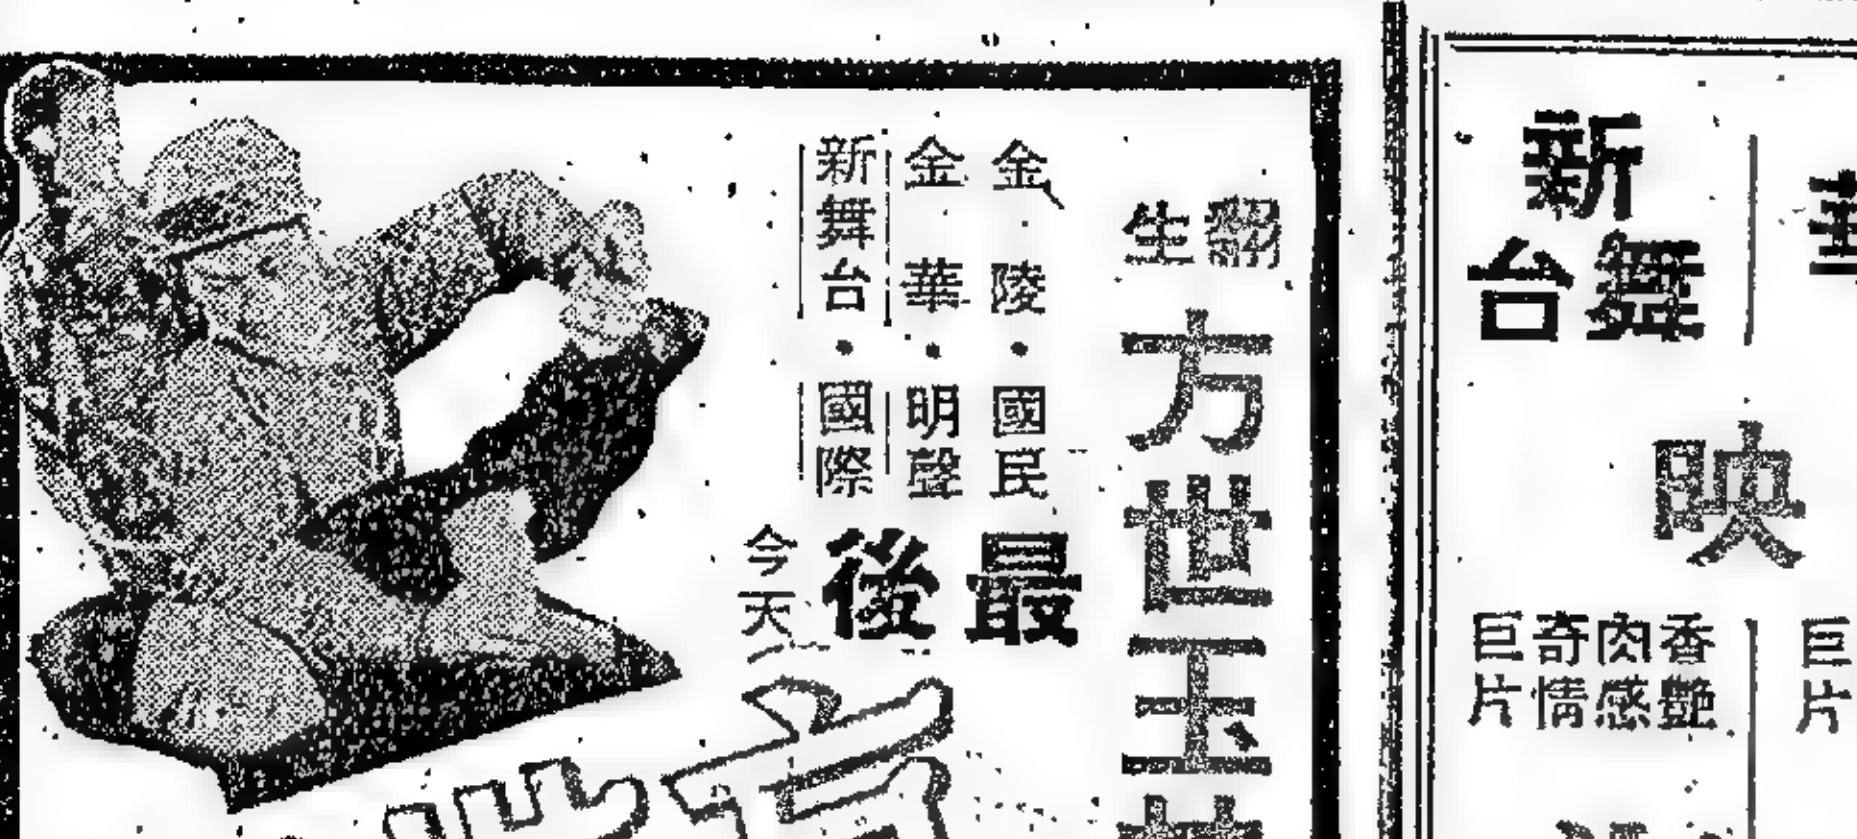 翻生
方世玉
金陵・國民
金華・明聲
新舞台・國際
最後
今天
新舞台
映
香艷
肉感
奇情
巨片
巨片